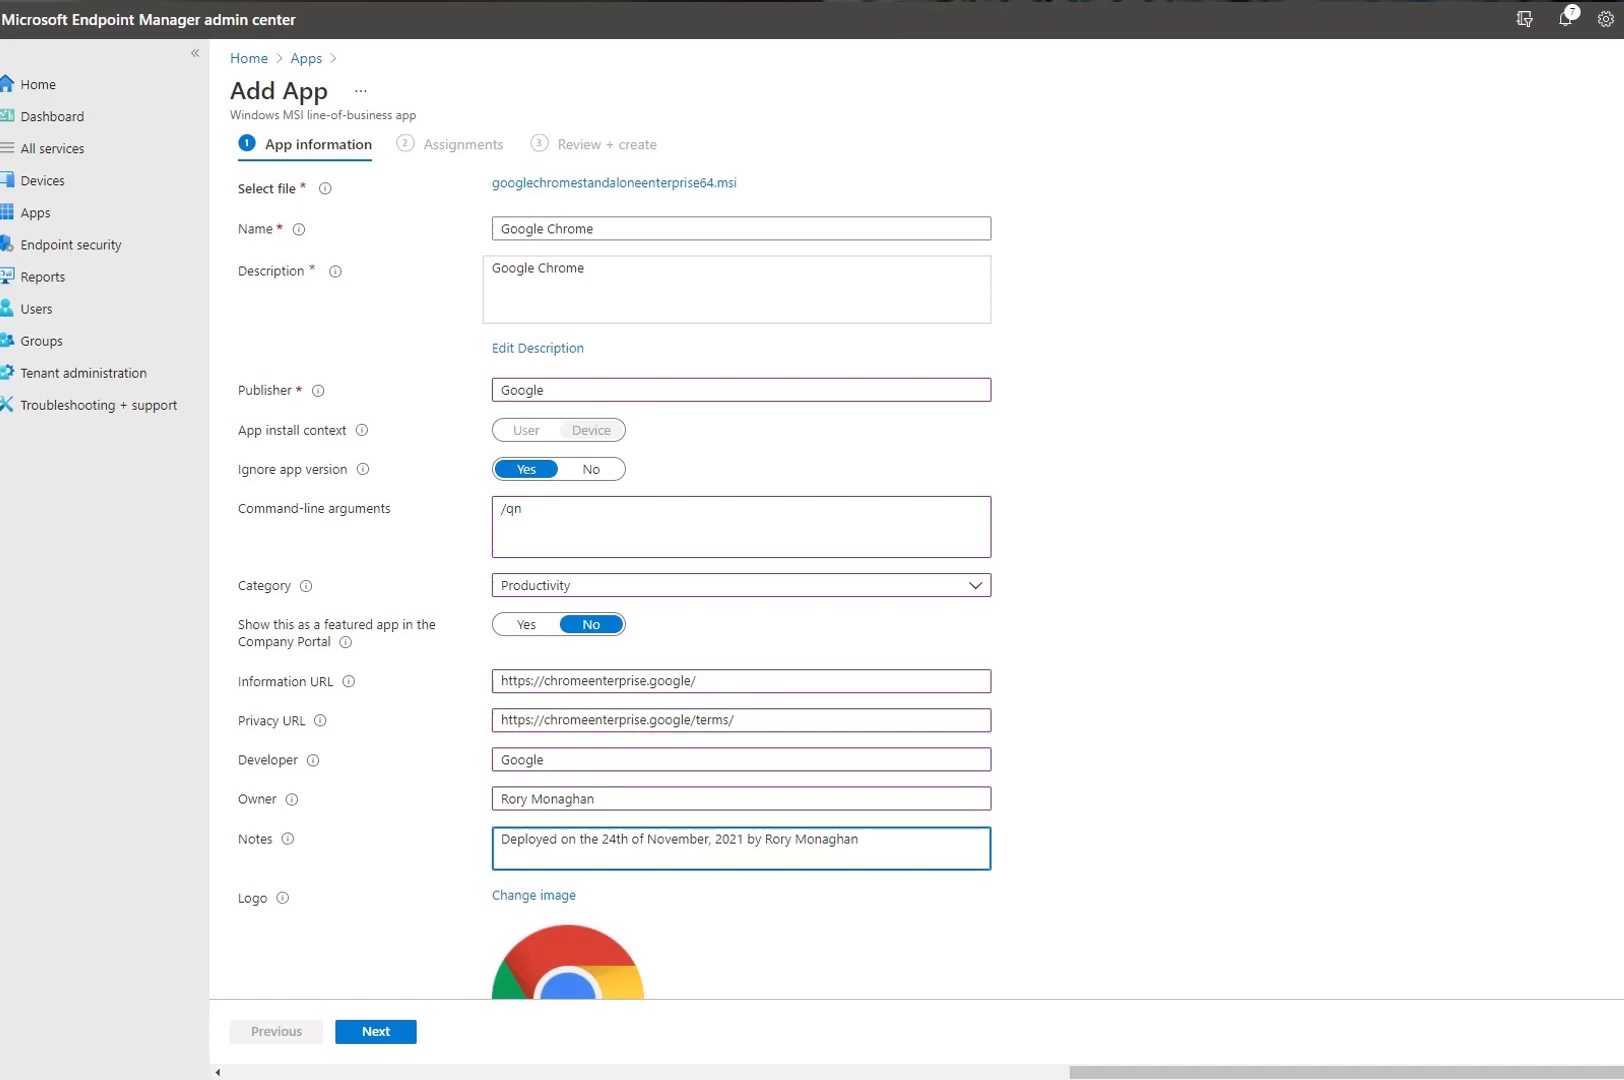 Microsoft Endpoint Manager admin center
7
«
Home > Apps >
Home
Dashboard
All services
Devices
Apps
Endpoint security
Reports
Users
Groups
Tenant administration
Troubleshooting + support
Add App ...
Windows MSI line-of-business app
1 App information
2 Assignments
3 Review + create
Select file * googlechromestandaloneenterprise64.msi
Name * Google Chrome
Description * Google Chrome
Edit Description
Publisher * Google
App install context User Device
Ignore app version Yes No
Command-line arguments /qn
Category Productivity
Show this as a featured app in the
Company Portal Yes No
Information URL https://chromeenterprise.google/
Privacy URL https://chromeenterprise.google/terms/
Developer Google
Owner Rory Monaghan
Notes Deployed on the 24th of November, 2021 by Rory Monaghan
Logo Change image
Previous Next